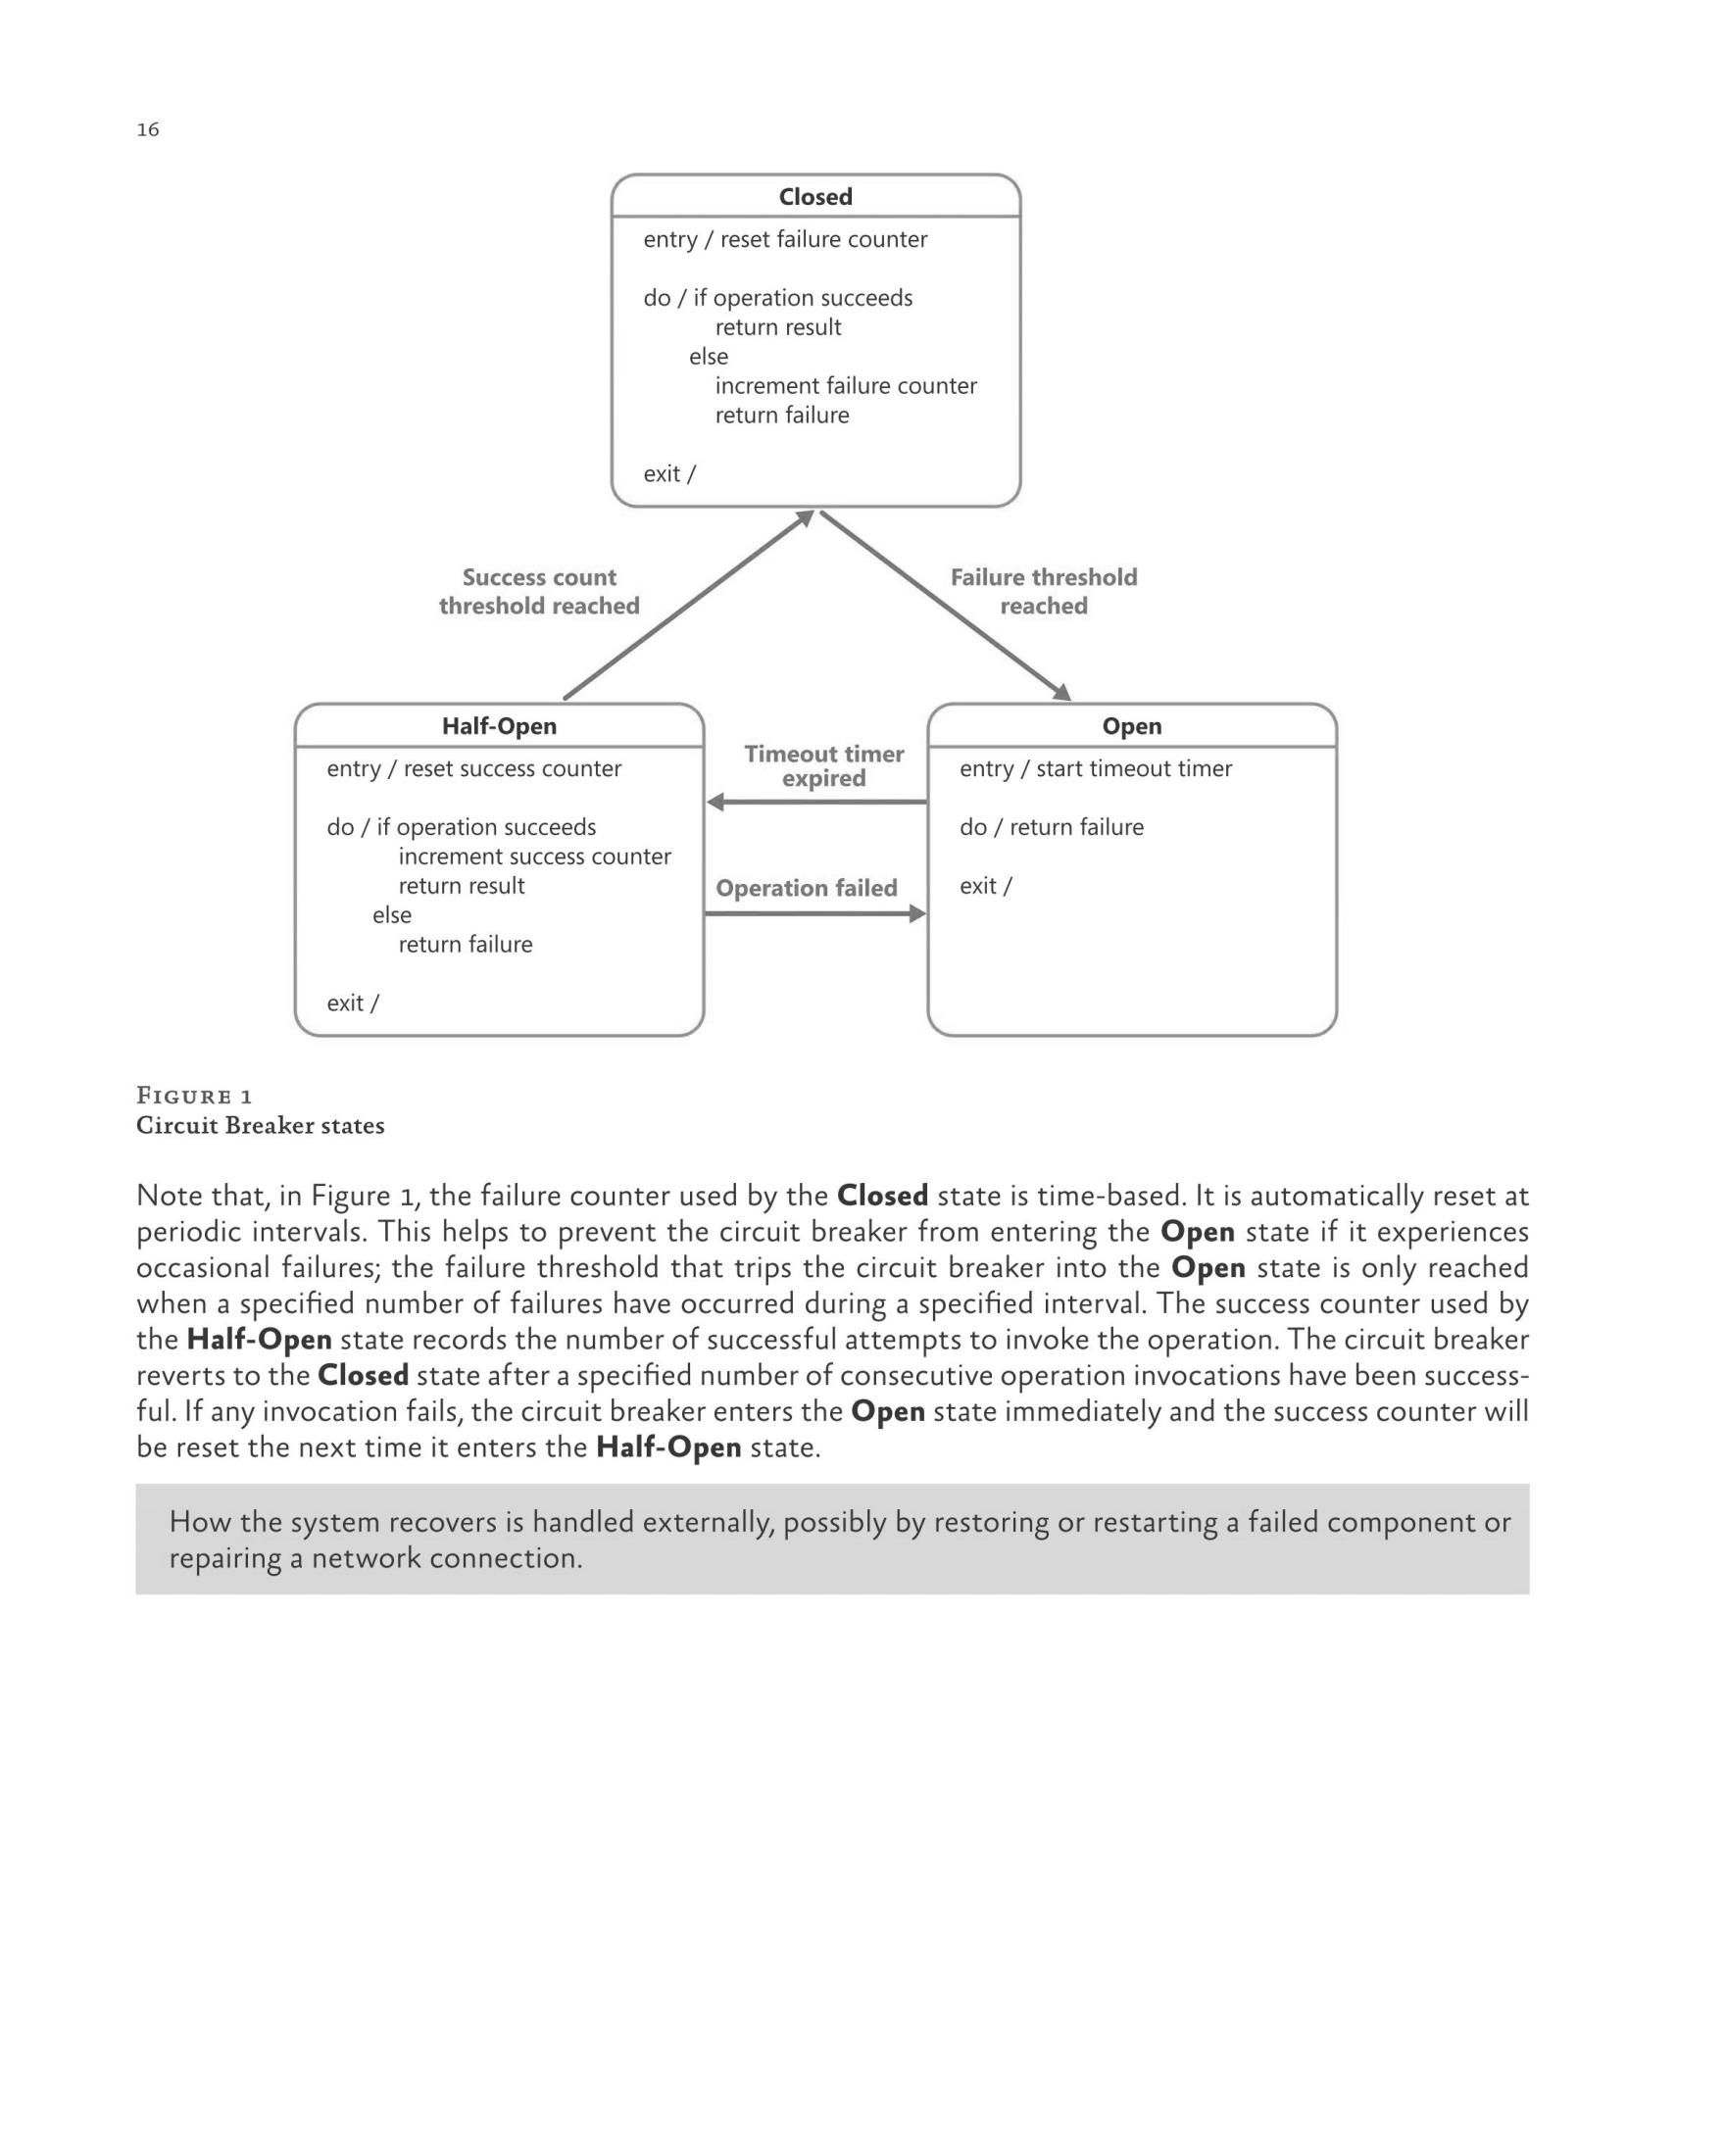 16
Closed
entry / reset failure counter
do / if operation succeeds
return result
else
increment failure counter
return failure
exit /
Success count
threshold reached
Failure threshold
reached
Half-Open
entry / reset success counter
do / if operation succeeds
increment success counter
return result
else
return failure
exit /
Timeout timer
expired
Operation failed
Open
entry / start timeout timer
do / return failure
exit /
Figure 1
Circuit Breaker states
Note that, in Figure 1, the failure counter used by the Closed state is time-based. It is automatically reset at
periodic intervals. This helps to prevent the circuit breaker from entering the Open state if it experiences
occasional failures; the failure threshold that trips the circuit breaker into the Open state is only reached
when a specified number of failures have occurred during a specified interval. The success counter used by
the Half-Open state records the number of successful attempts to invoke the operation. The circuit breaker
reverts to the Closed state after a specified number of consecutive operation invocations have been success-
ful. If any invocation fails, the circuit breaker enters the Open state immediately and the success counter will
be reset the next time it enters the Half-Open state.
How the system recovers is handled externally, possibly by restoring or restarting a failed component or
repairing a network connection.